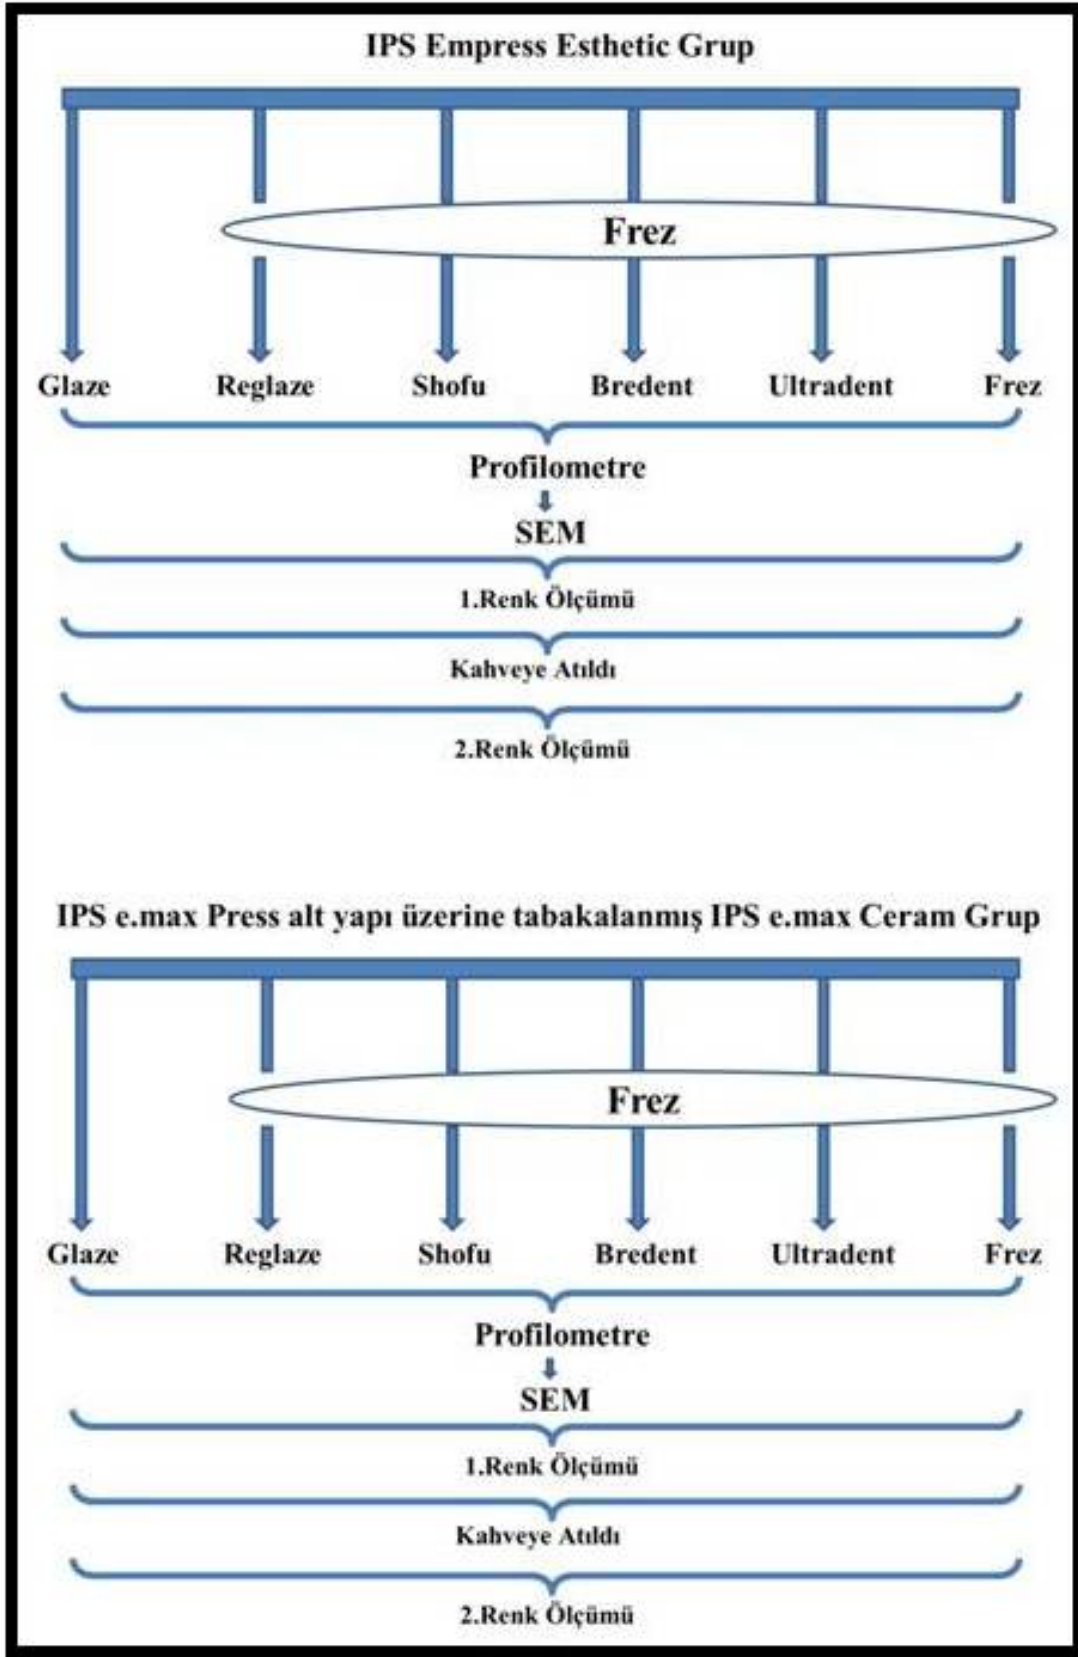 IPS Empress Esthetic Grup
Frez
Glaze Reglaze Shofu Bredent Ultradent Frez
Profilometre
SEM
1.Renk Ölçümü
Kahveye Atıldı
2.Renk Ölçümü
IPS e.max Press alt yapı üzerine tabakalanmış IPS e.max Ceram Grup
Frez
Glaze Reglaze Shofu Bredent Ultradent Frez
Profilometre
SEM
1.Renk Ölçümü
Kahveye Atıldı
2.Renk Ölçümü